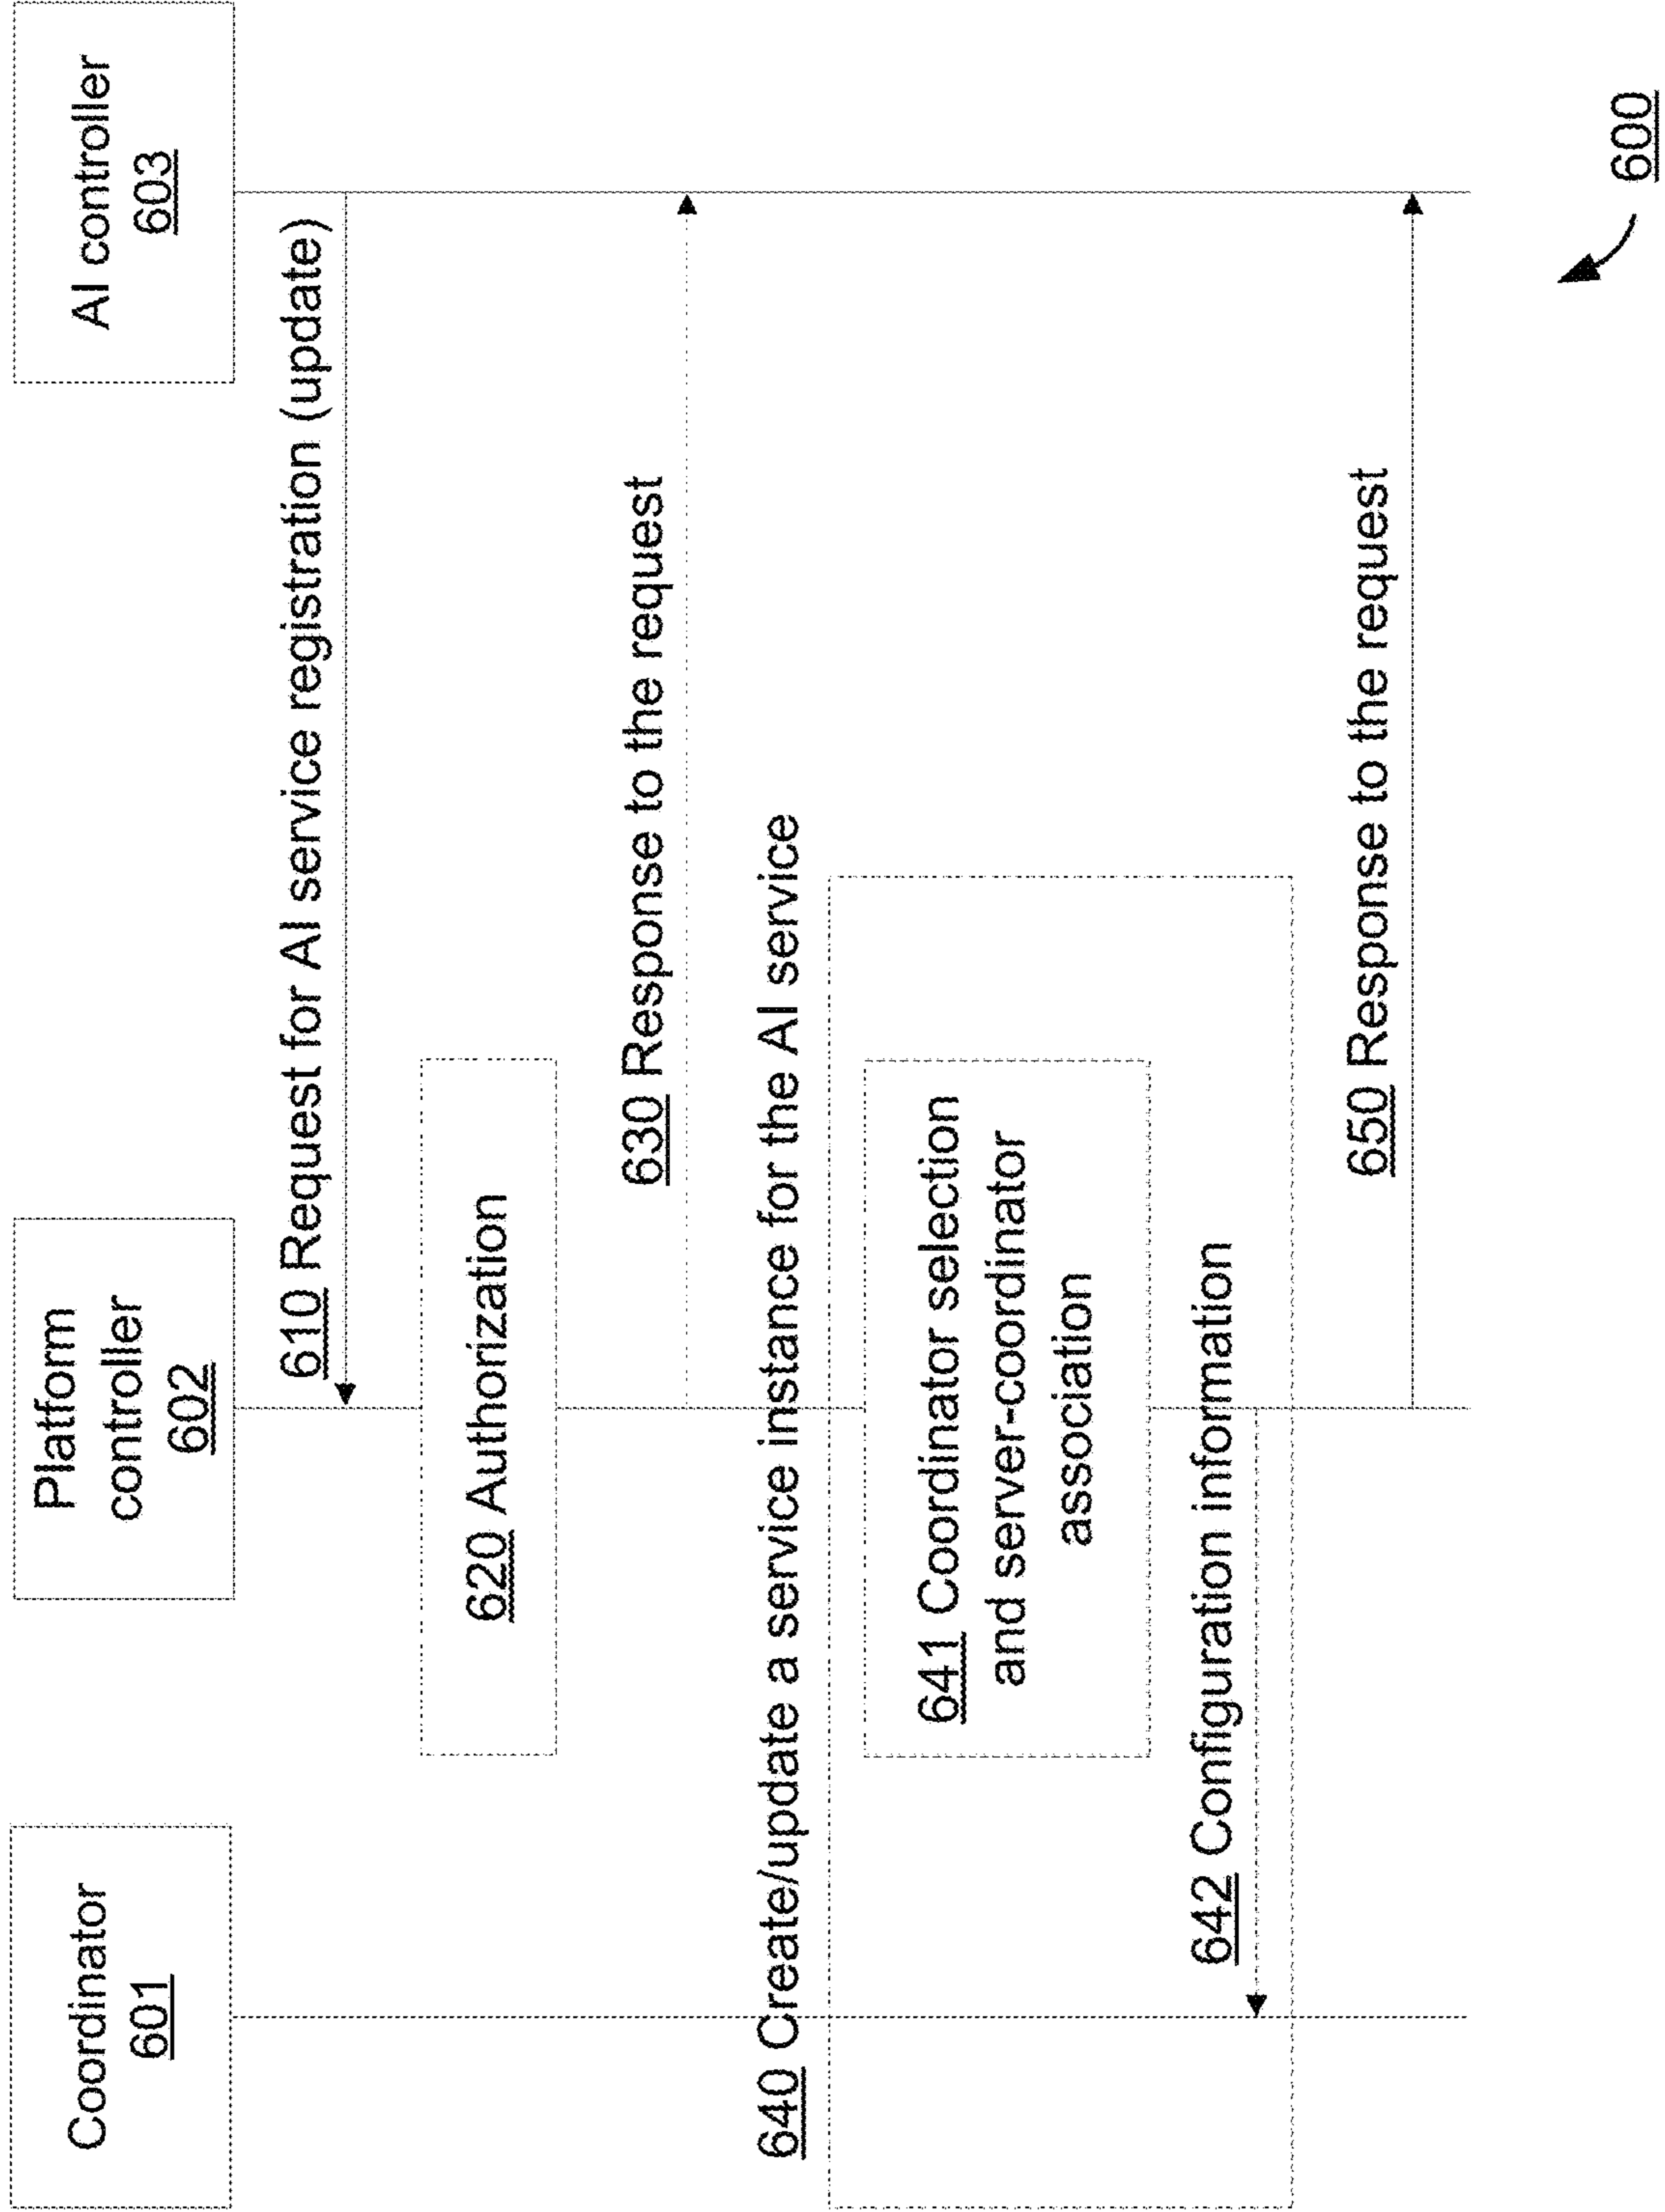 Coordinator
601
Platform
controller
602
AI controller
603
610 Request for AI service registration (update)
620 Authorization
630 Response to the request
640 Create/update a service instance for the AI service
641 Coordinator selection
and server-coordinator
association
642 Configuration information
650 Response to the request
600